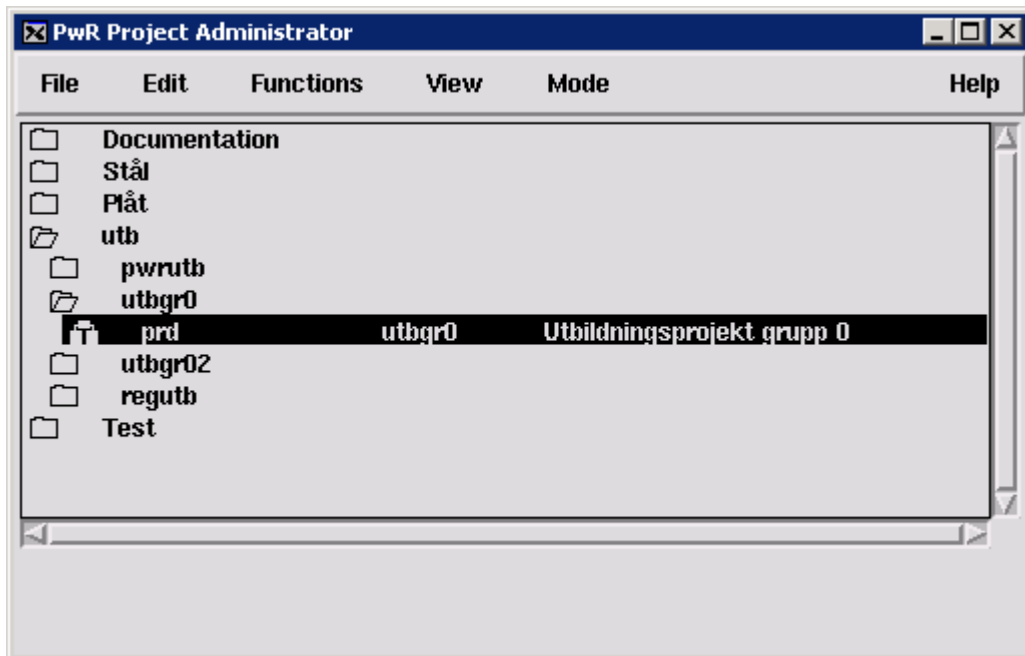 PwR Project Administrator
File Edit Functions View Mode Help
Documentation
Stål
Plåt
utb
pwrutb
utbgr0
prd utbgr0 Utbildningsprojekt grupp 0
utbgr02
regutb
Test